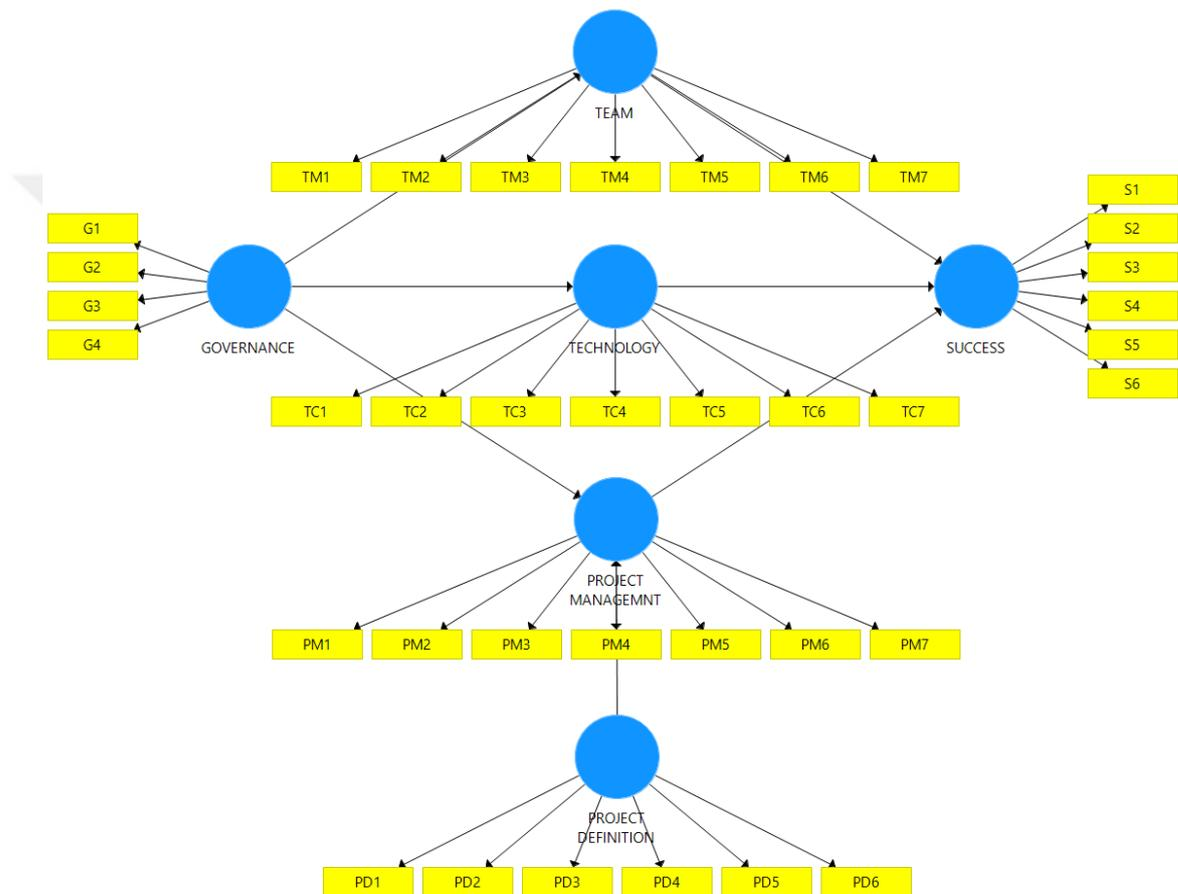 TEAM
TM1 TM2 TM3 TM4 TM5 TM6 TM7
S1
G1 S2
G2 S3
G3 S4
G4 S5
GOVERNANCE TECHNOLOGY SUCCESS
S6
TC1 TC2 TC3 TC4 TC5 TC6 TC7
PROJECT
MANAGEMNT
PM1 PM2 PM3 PM4 PM5 PM6 PM7
PROJECT
DEFINITION
PD1 PD2 PD3 PD4 PD5 PD6